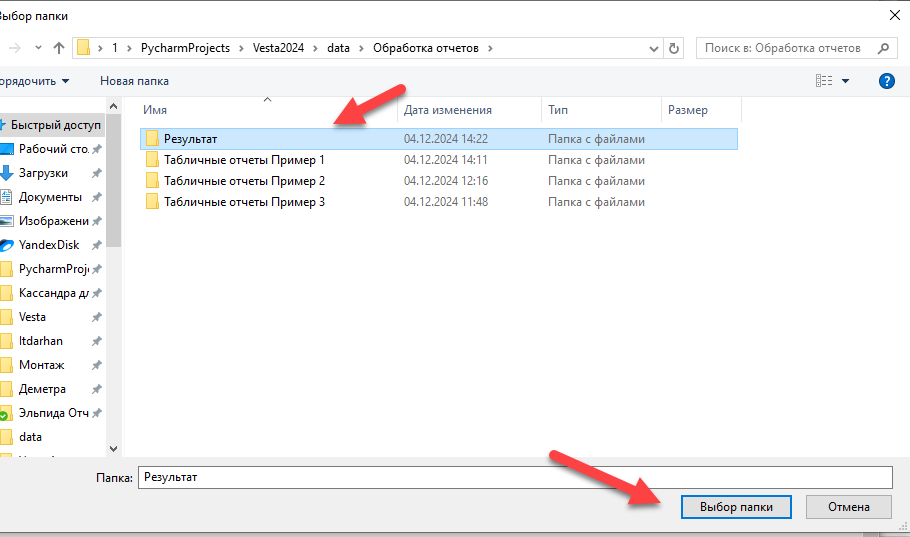 Выбор папки
1 › PycharmProjects › Vesta2024 › data › Обработка отчетов ›
Поиск в: Обработка отчетов
орядочить
Новая папка
?
Имя Дата изменения Тип Размер
Результат 04.12.2024 14:22 Папка с файлами
Табличные отчеты Пример 1 04.12.2024 14:11 Папка с файлами
Табличные отчеты Пример 2 04.12.2024 12:16 Папка с файлами
Табличные отчеты Пример 3 04.12.2024 11:48 Папка с файлами
Быстрый доступ
Рабочий сто.
Загрузки
Документы
Изображени
YandexDisk
PycharmProj
Кассандра дл
Vesta
Itdarhan
Монтаж
Деметра
Эльпида Отч
data
Папка: Результат
Выбор папки
Отмена